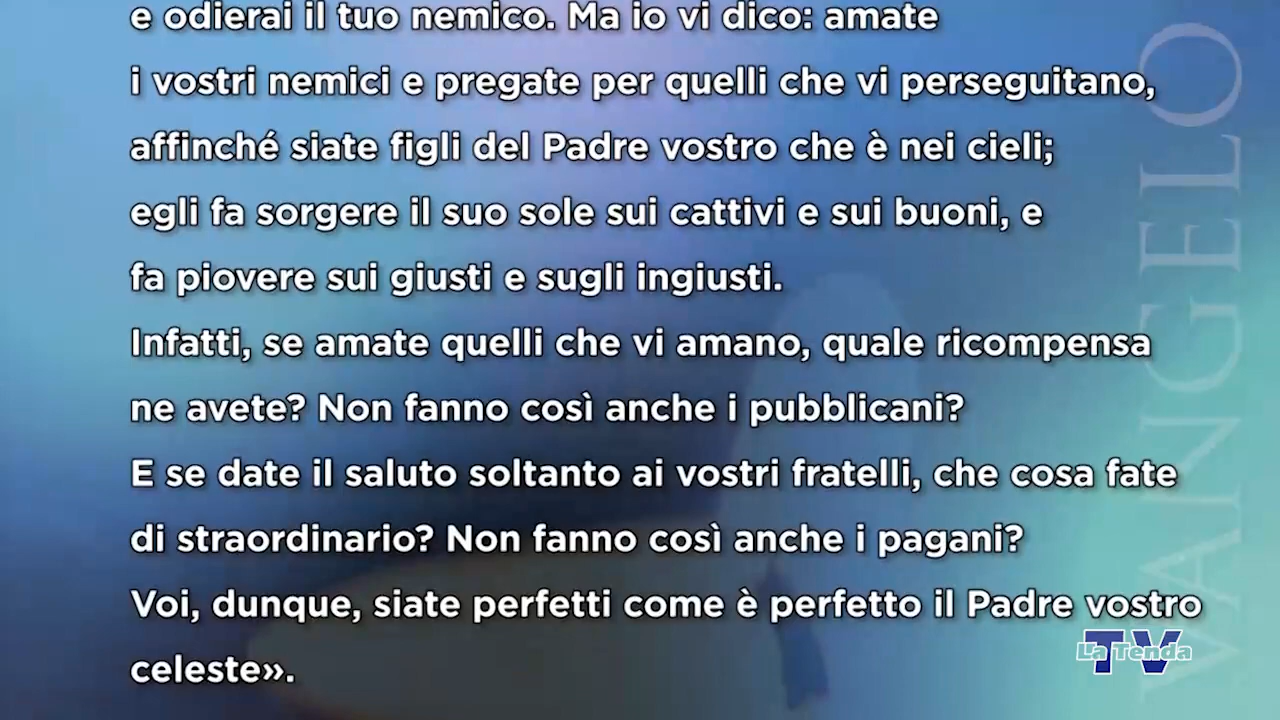 e odierai il tuo nemico. Ma io vi dico: amate
i vostri nemici e pregate per quelli che vi perseguitano,
affinché siate figli del Padre vostro che è nei cieli;
egli fa sorgere il suo sole sui cattivi e sui buoni, e
fa piovere sui giusti e sugli ingiusti.
Infatti, se amate quelli che vi amano, quale ricompensa
ne avete? Non fanno così anche i pubblicani?
E se date il saluto soltanto ai vostri fratelli, che cosa fate
di straordinario? Non fanno così anche i pagani?
Voi, dunque, siate perfetti come è perfetto il Padre vostro
celeste».
VANGELO
TV
La Tenda